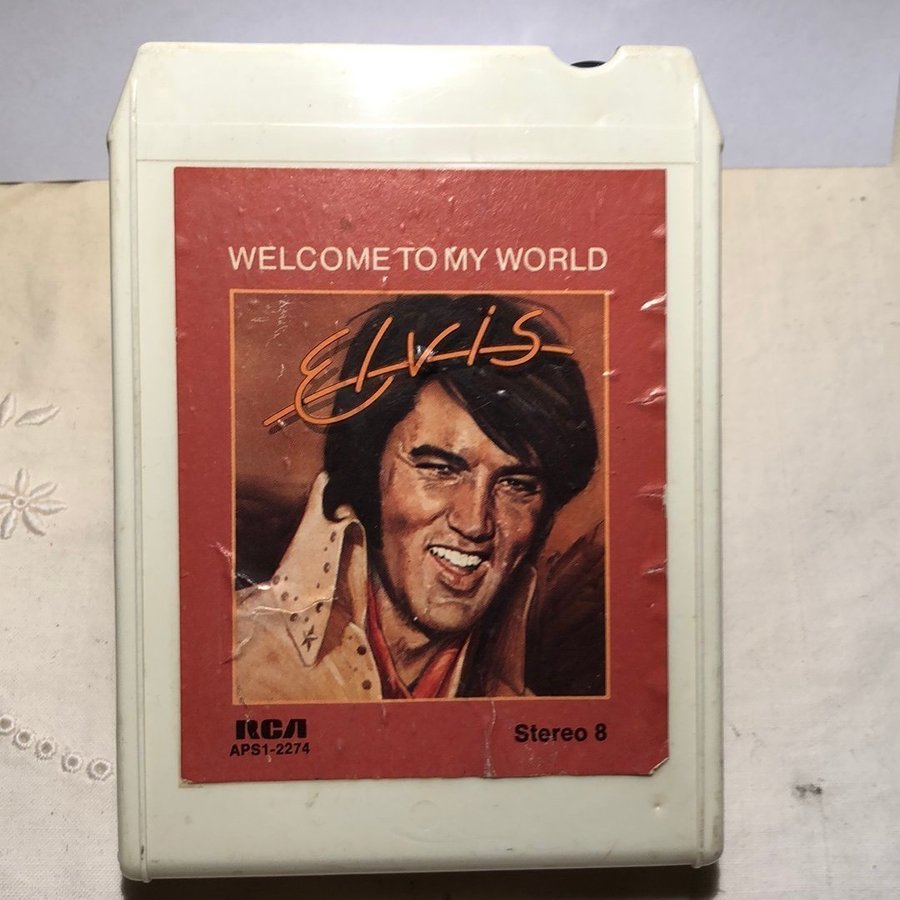 WELCOME TO MY WORLD
Elvis
RCA
APS1-2274
Stereo 8